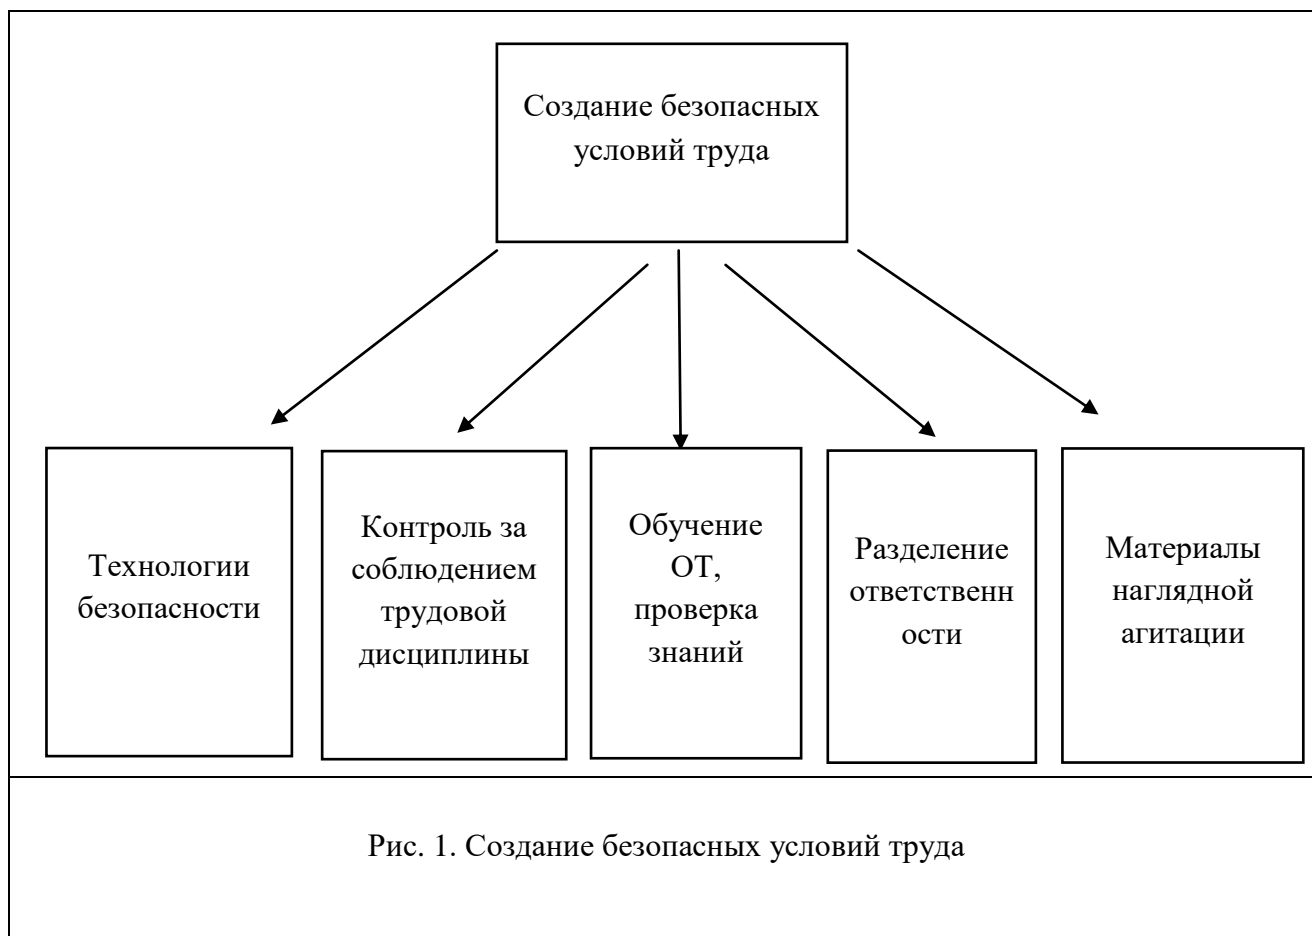 Создание безопасных
условий труда
Технологии
безопасности
Контроль за
соблюдением
трудовой
дисциплины
Обучение
ОТ,
проверка
знаний
Разделение
ответственн
ости
Материалы
наглядной
агитации
Рис. 1. Создание безопасных условий труда